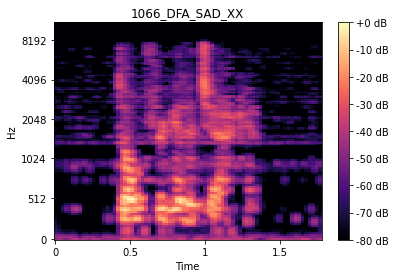 1066_DFA_SAD_XX
8192
4096
2048
1024
512
0
Hz
0
0.5
1
1.5
Time
+0 dB
-10 dB
-20 dB
-30 dB
-40 dB
-50 dB
-60 dB
-70 dB
-80 dB